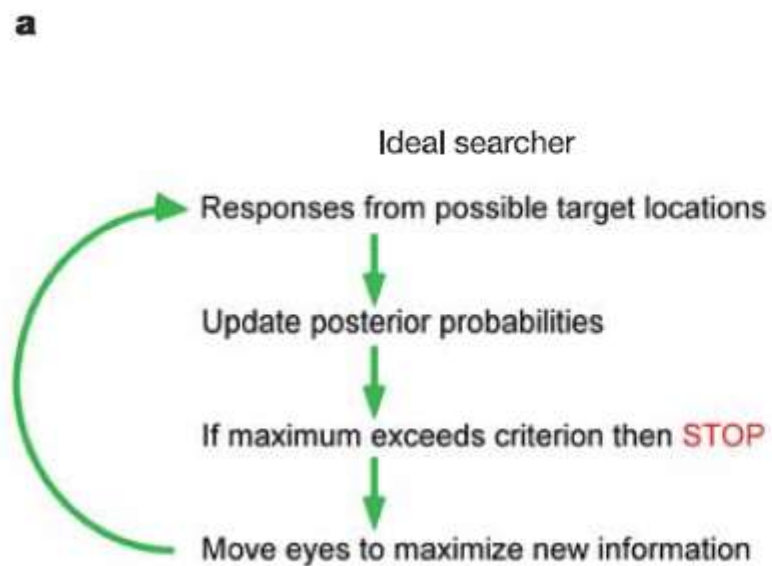 a
Ideal searcher
Responses from possible target locations
Update posterior probabilities
If maximum exceeds criterion then STOP
Move eyes to maximize new information